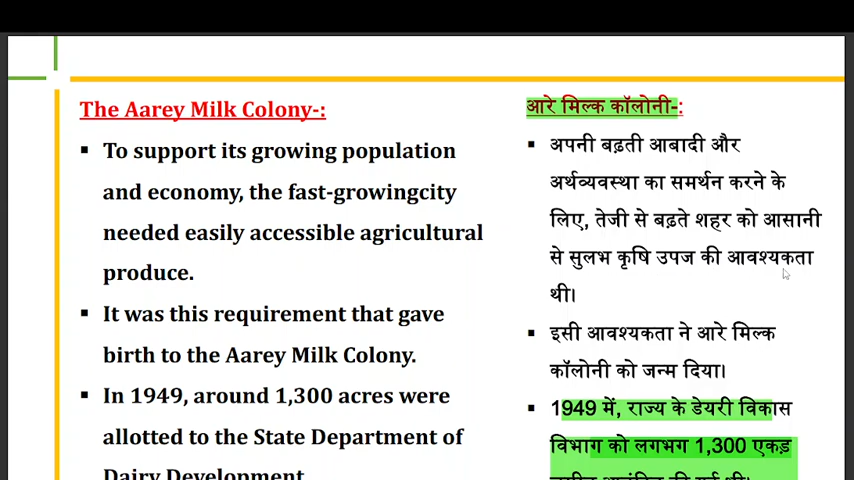 The Aarey Milk Colony-:
▪ To support its growing population
and economy, the fast-growingcity
needed easily accessible agricultural
produce.
▪ It was this requirement that gave
birth to the Aarey Milk Colony.
▪ In 1949, around 1,300 acres were
allotted to the State Department of
Dairy Development
आरे मिल्क कॉलोनी-:
▪ अपनी बढ़ती आबादी और
अर्थव्यवस्था का समर्थन करने के
लिए, तेजी से बढ़ते शहर को आसानी
से सुलभ कृषि उपज की आवश्यकता
थी।
▪ इसी आवश्यकता ने आरे मिल्क
कॉलोनी को जन्म दिया।
▪ 1949 में, राज्य के डेयरी विकास
विभाग को लगभग 1,300 एकड़